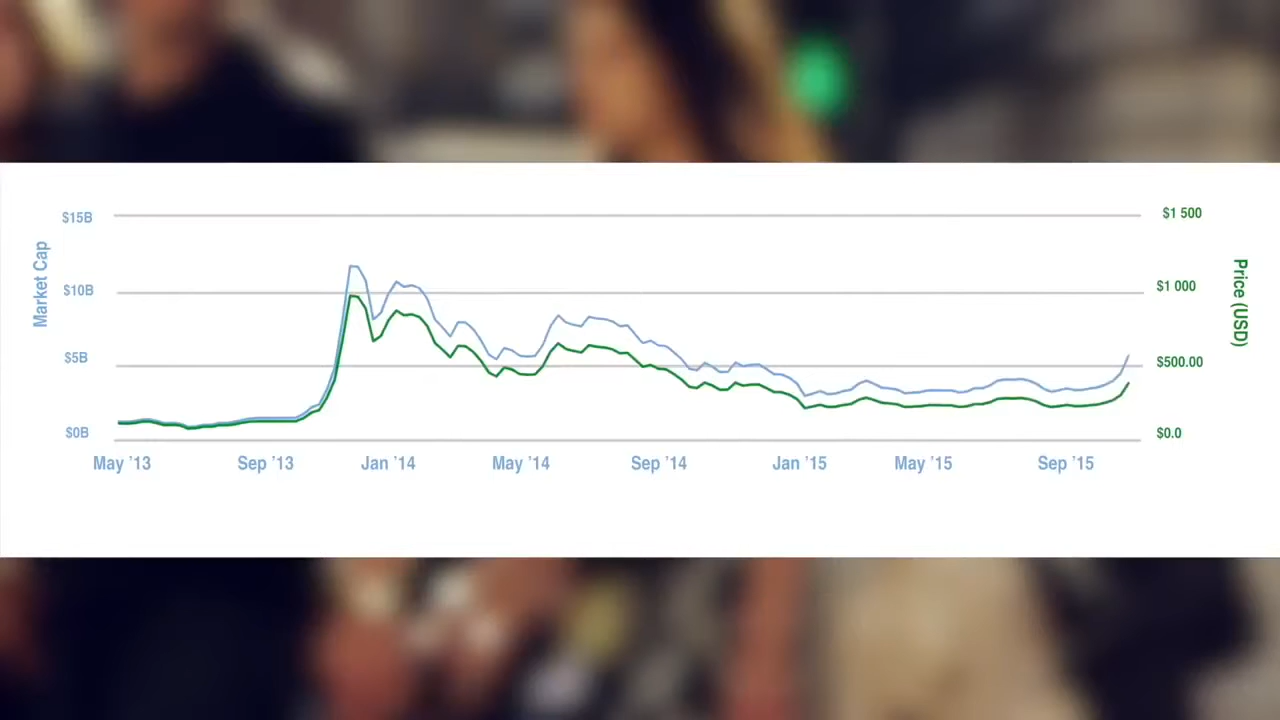 Market Cap
$15B
$10B
$5B
$0B
$1 500
$1 000
$500.00
$0.0
Price (USD)
May ’13
Sep ’13
Jan ’14
May ’14
Sep ’14
Jan ’15
May ’15
Sep ’15